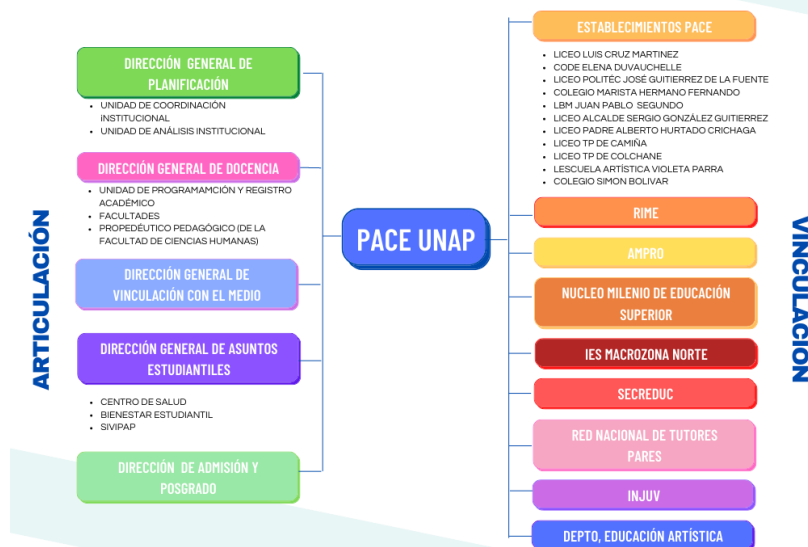 ARTICULACIÓN
DIRECCIÓN GENERAL DE
PLANIFICACIÓN
UNIDAD DE COORDINACIÓN
INSTITUCIONAL
UNIDAD DE ANÁLISIS INSTITUCIONAL
DIRECCIÓN GENERAL DE DOCENCIA
UNIDAD DE PROGRAMAMCIÓN Y REGISTRO
ACADÉMICO
FACULTADES
PROPEDÉUTICO PEDAGÓGICO (DE LA
FACULTAD DE CIENCIAS HUMANAS)
DIRECCIÓN GENERAL DE
VINCULACIÓN CON EL MEDIO
DIRECCIÓN GENERAL DE ASUNTOS
ESTUDIANTILES
CENTRO DE SALUD
BIENESTAR ESTUDIANTIL
SIVIPAP
DIRECCIÓN DE ADMISIÓN Y
POSGRADO
PACE UNAP
ESTABLECIMIENTOS PACE
LICEO LUIS CRUZ MARTINEZ
CODE ELENA DUVAUCHELLE
LICEO POLITÉC JOSÉ GUITIERREZ DE LA FUENTE
COLEGIO MARISTA HERMANO FERNANDO
LBM JUAN PABLO SEGUNDO
LICEO ALCALDE SERGIO GONZÁLEZ GUITIERREZ
LICEO PADRE ALBERTO HURTADO CRICHAGA
LICEO TP DE CAMIÑA
LICEO TP DE COLCHANE
LESCUELA ARTÍSTICA VIOLETA PARRA
COLEGIO SIMON BOLIVAR
RIME
AMPRO
NUCLEO MILENIO DE EDUCACIÓN
SUPERIOR
IES MACROZONA NORTE
SECREDUC
RED NACIONAL DE TUTORES
PARES
INJUV
DEPTO, EDUCACIÓN ARTÍSTICA
VINCULACIÓN